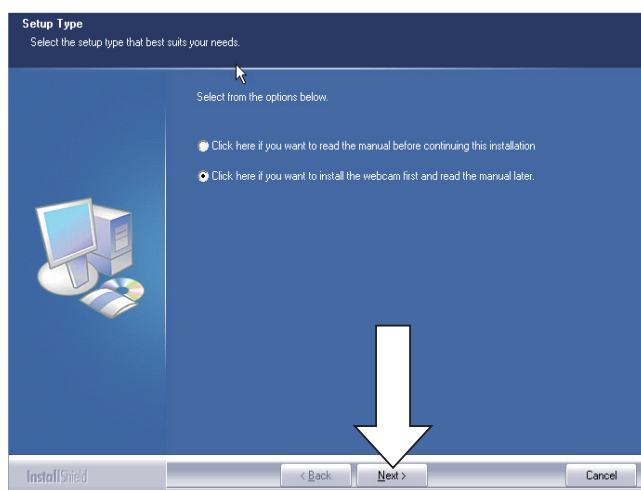 Setup Type
Select the setup type that best suits your needs.
Select from the options below.
Click here if you want to read the manual before continuing this installation
Click here if you want to install the webcam first and read the manual later.
InstallShield
< Back
Next >
Cancel